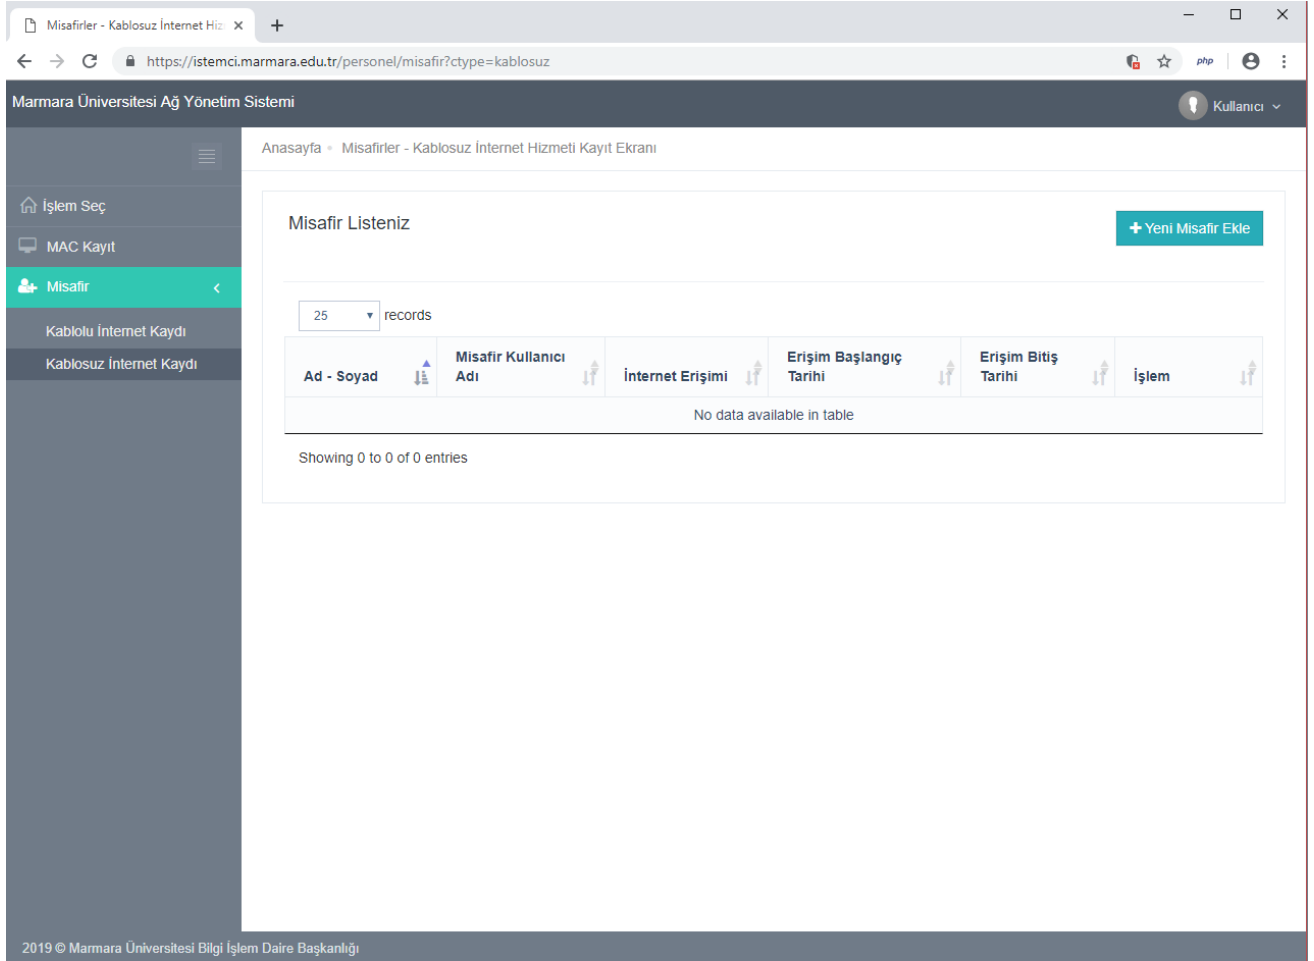 Misafirler - Kablosuz İnternet Hiz
https://istemci.marmara.edu.tr/personel/misafir?ctype=kablosuz
php
Marmara Üniversitesi Ağ Yönetim Sistemi
Kullanıcı
Anasayfa
Misafirler - Kablosuz İnternet Hizmeti Kayıt Ekranı
İşlem Seç
MAC Kayıt
Misafir
Kablolu İnternet Kaydı
Kablosuz İnternet Kaydı
Misafir Listeniz
Yeni Misafir Ekle
25 records
Ad - Soyad
Misafir Kullanıcı
Adı
İnternet Erişimi
Erişim Başlangıç
Tarihi
Erişim Bitiş
Tarihi
İşlem
No data available in table
Showing 0 to 0 of 0 entries
2019 © Marmara Üniversitesi Bilgi İşlem Daire Başkanlığı